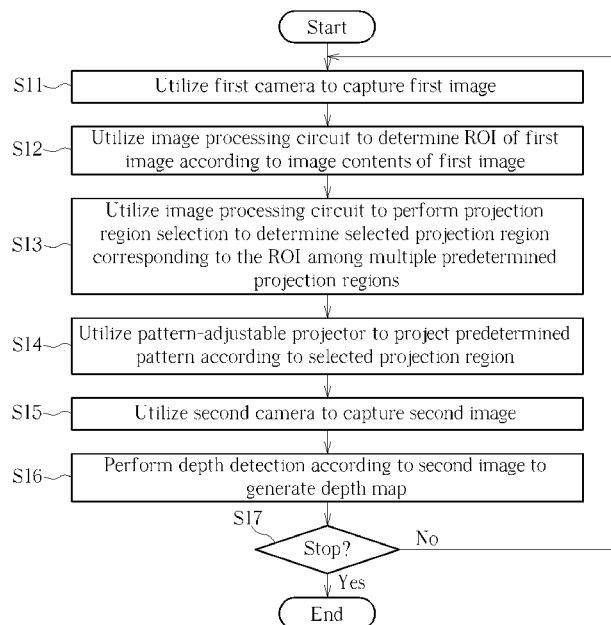 Start
S11
Utilize first camera to capture first image
S12
Utilize image processing circuit to determine ROI of first
image according to image contents of first image
S13
Utilize image processing circuit to perform projection
region selection to determine selected projection region
corresponding to the ROI among multiple predetermined
projection regions
S14
Utilize pattern-adjustable projector to project predetermined
pattern according to selected projection region
S15
Utilize second camera to capture second image
S16
Perform depth detection according to second image to
generate depth map
S17
Stop?
No
Yes
End